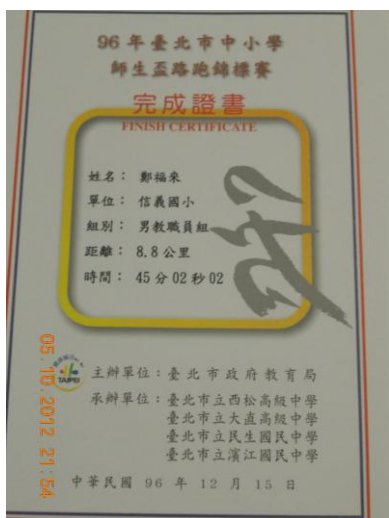 96年臺北市中小學
師生盃路跑錦標賽
完成證書
FINISH CERTIFICATE
姓名： 鄭福來
單位： 信義國小
組別： 男教職員組
距離： 8.8公里
時間： 45分02秒02
主辦單位：臺北市政府教育局
承辦單位：臺北市立西松高級中學
臺北市立大直高級中學
臺北市立民生國民中學
臺北市立濱江國民中學
中華民國 96 年 12 月 15 日
TAIPEI
05.10.2012 21:54